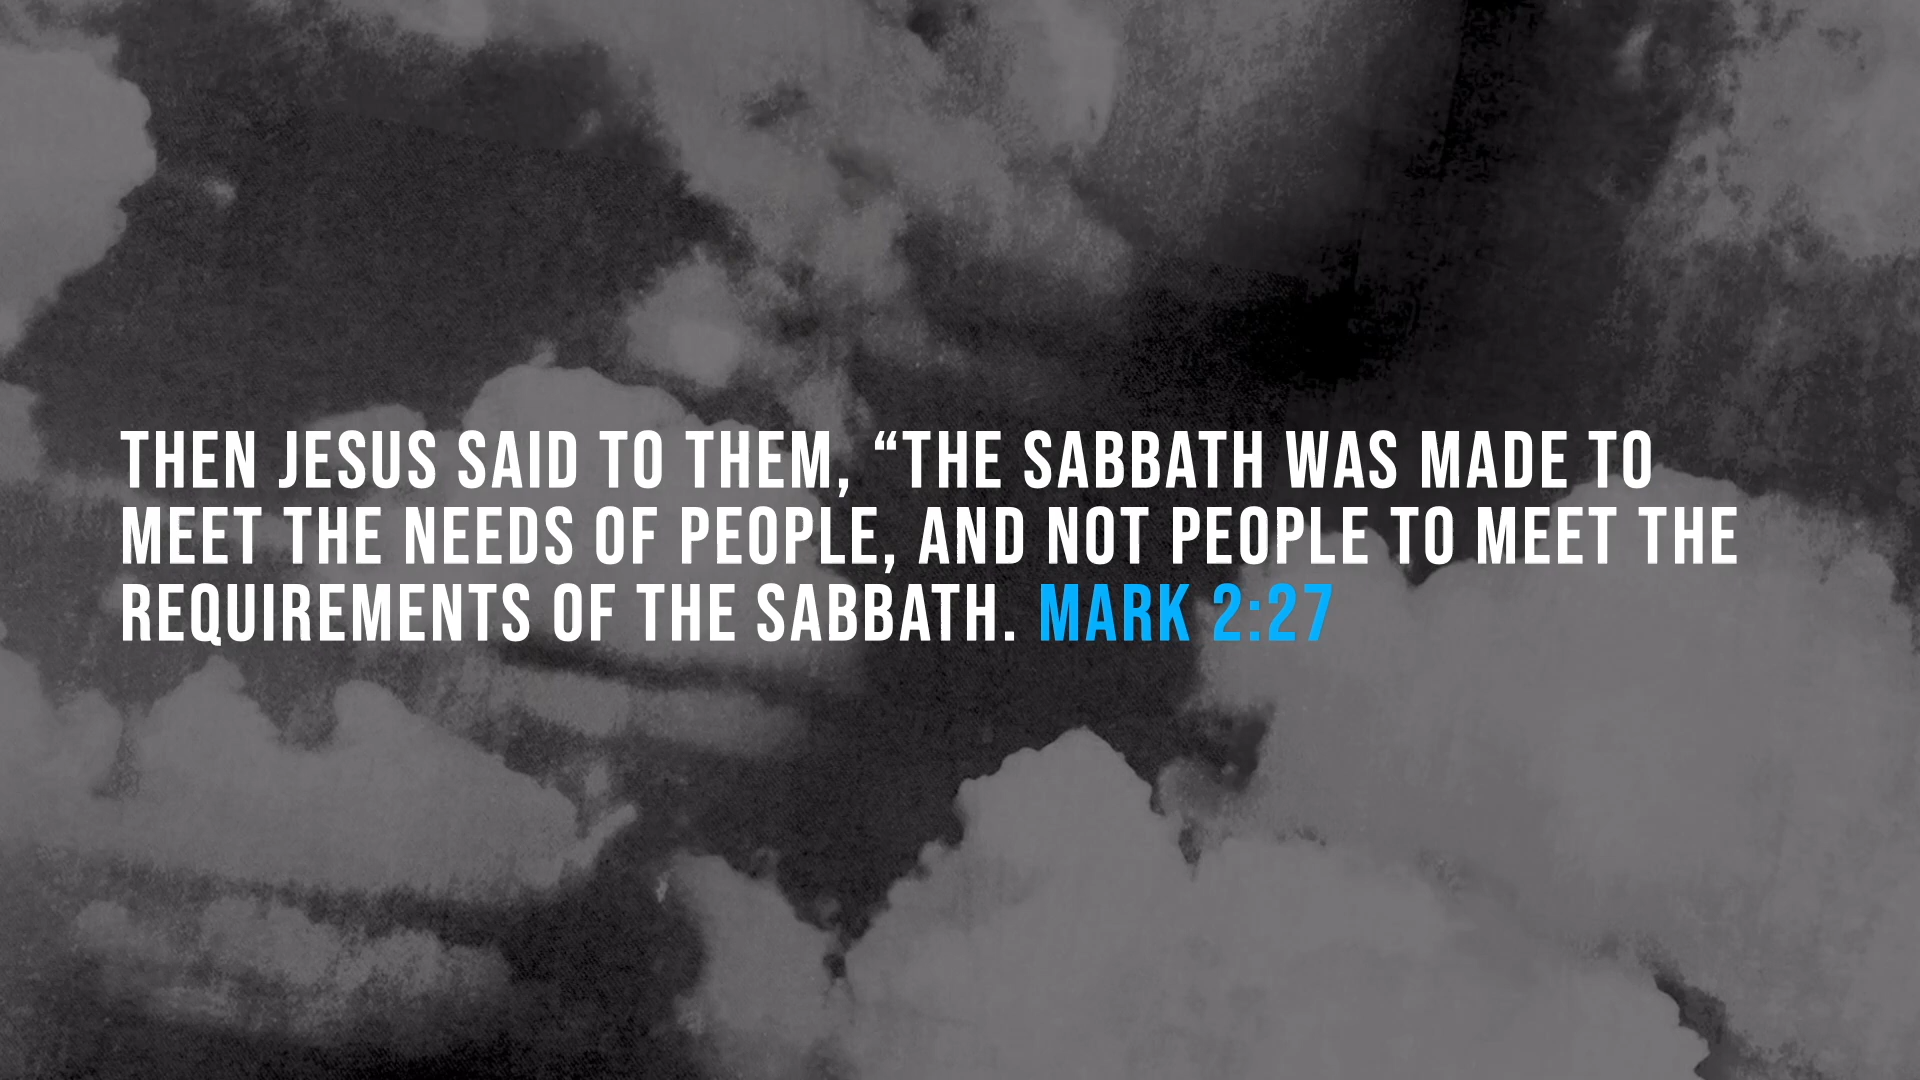 THEN JESUS SAID TO THEM, “THE SABBATH WAS MADE TO
MEET THE NEEDS OF PEOPLE, AND NOT PEOPLE TO MEET THE
REQUIREMENTS OF THE SABBATH. MARK 2:27